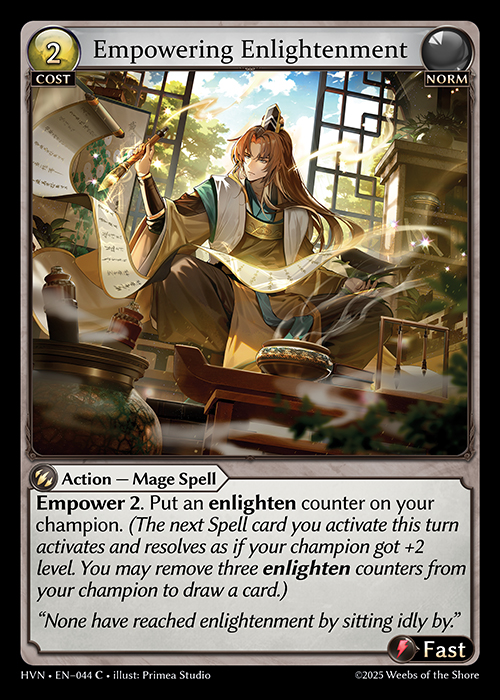 2
Empowering Enlightenment
COST
NORM
Action — Mage Spell
Empower 2. Put an enlighten counter on your
champion. (The next Spell card you activate this turn
activates and resolves as if your champion got +2
level. You may remove three enlighten counters from
your champion to draw a card.)
“None have reached enlightenment by sitting idly by.”
Fast
HVN • EN–044 C • illust: Primea Studio
©2025 Weebs of the Shore